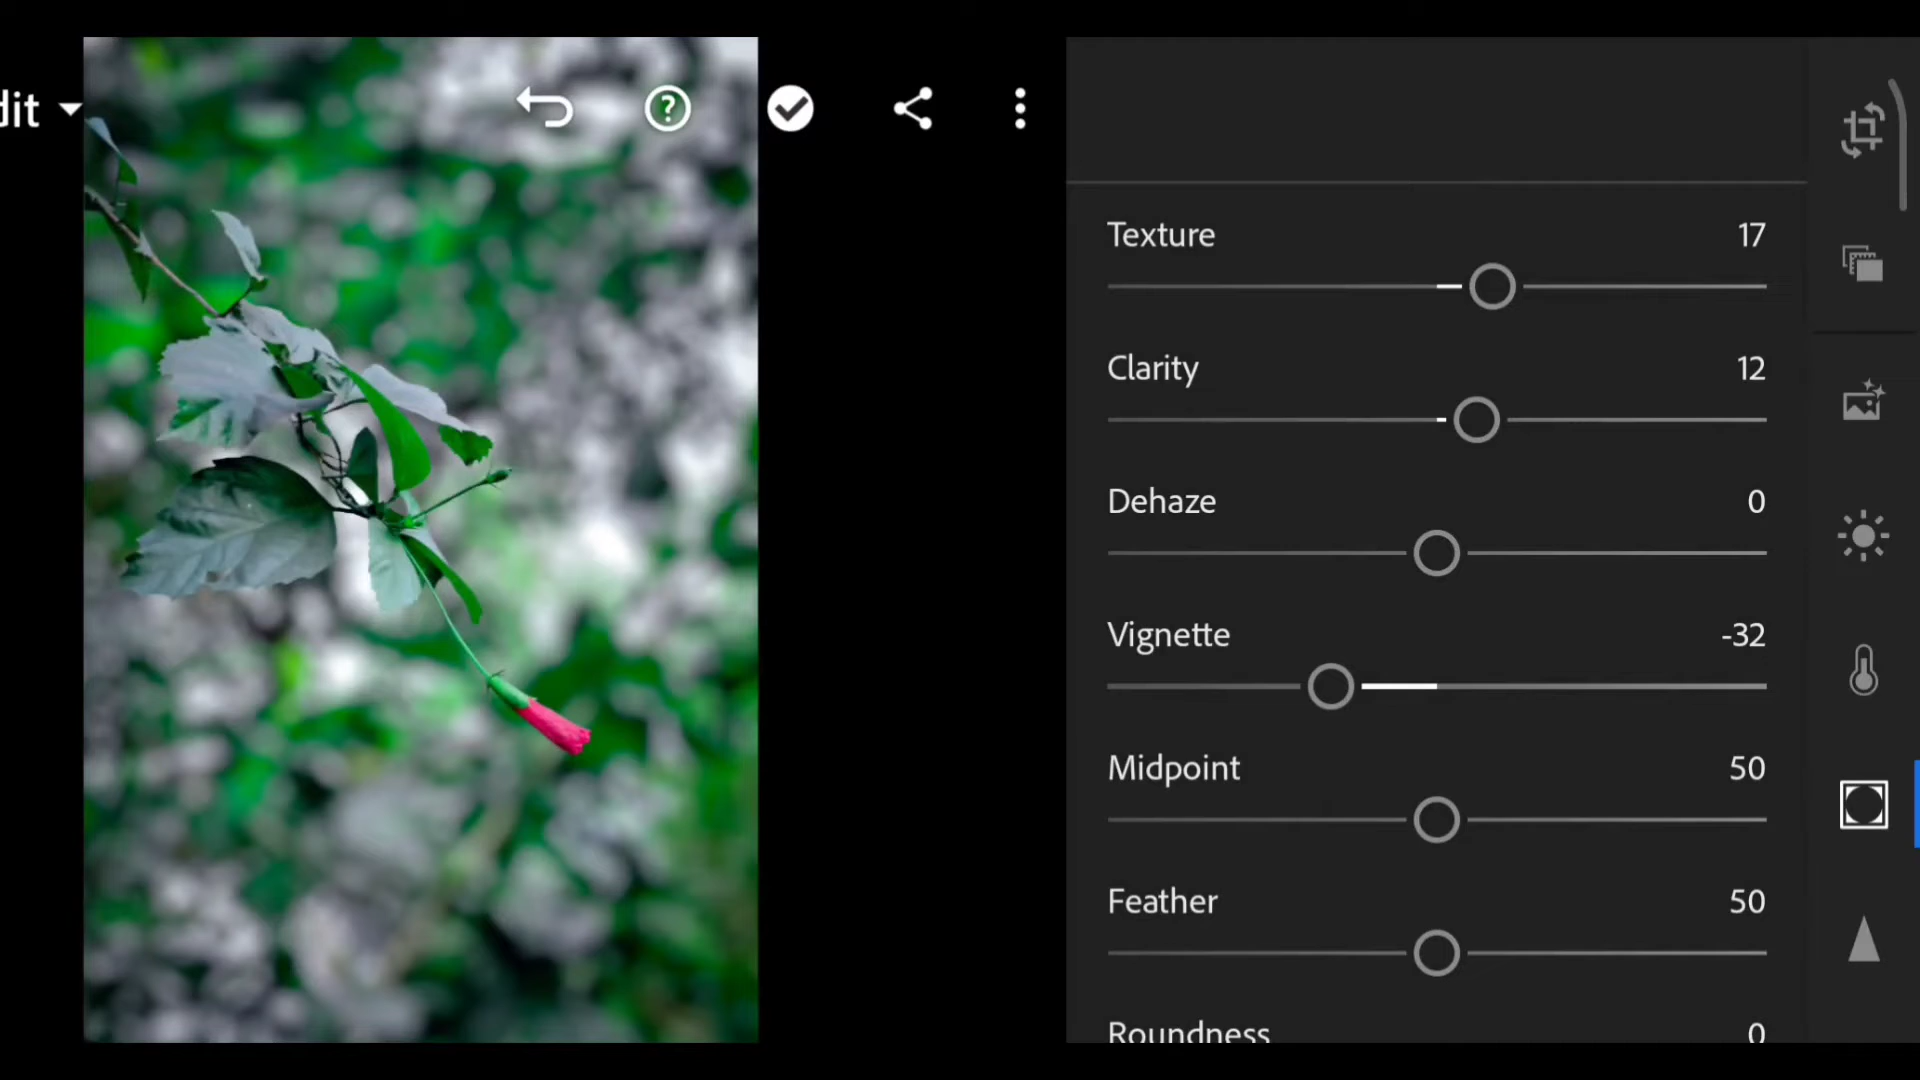 dit
?
Texture 17
Clarity 12
Dehaze 0
Vignette -32
Midpoint 50
Feather 50
Roundness 0